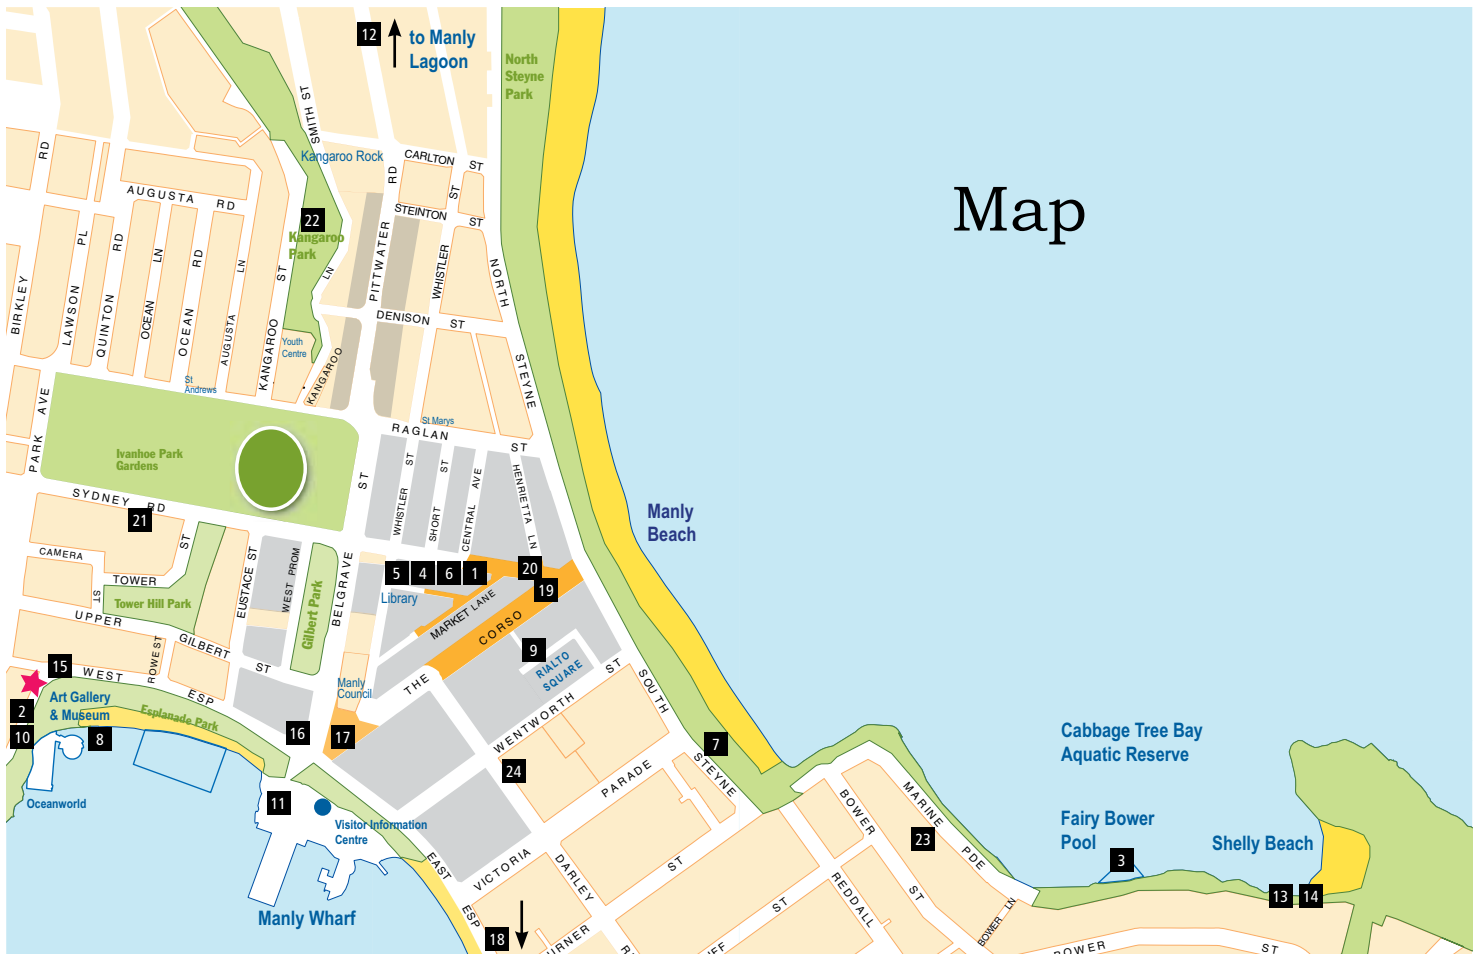 12
to Manly
Lagoon
North
Steyne
Park
SMITH ST
Kangaroo Rock
CARLTON ST
RD
RD
ST
AUGUSTA RD
STEINTON ST
22
Kangaroo
Park
Map
BIRKLEY
LAWSON PL
QUINTON RD
OCEAN LN
OCEAN RD
AUGUSTA LN
KANGAROO ST
LN
PITTWATER
WHISTLER
NORTH
STEYNE
DENISON ST
Youth
Centre
KANGAROO
St
Andrews
PARK AVE
RAGLAN ST
St Marys
Ivanhoe Park
Gardens
ST
WHISTLER ST
SHORT ST
CENTRAL AVE
HENRIETTA LN
SYDNEY RD
21
Manly
Beach
CAMERA
ST
TOWER
ST
Tower Hill Park
EUSTACE ST
WEST PROM
Gilbert Park
BELGRAVE
5
4
6
1
20
19
Library
MARKET LANE
THE CORSO
9
RIALTO
SQUARE
UPPER GILBERT ST
ROWE ST
15
WEST ESP
Art Gallery
& Museum
Esplanade Park
2
10
8
Manly
Council
16
17
WENTWORTH ST
SOUTH
STEYNE
7
24
PARADE
VICTORIA
Oceanworld
11
Visitor Information
Centre
Manly Wharf
EAST
ESP
18
DARLEY
ST
ST
BOWER
ST
MARINE
PDE
23
REDDALL
BOWER LN
BOWER ST
Cabbage Tree Bay
Aquatic Reserve
Fairy Bower
Pool
3
Shelly Beach
13
14